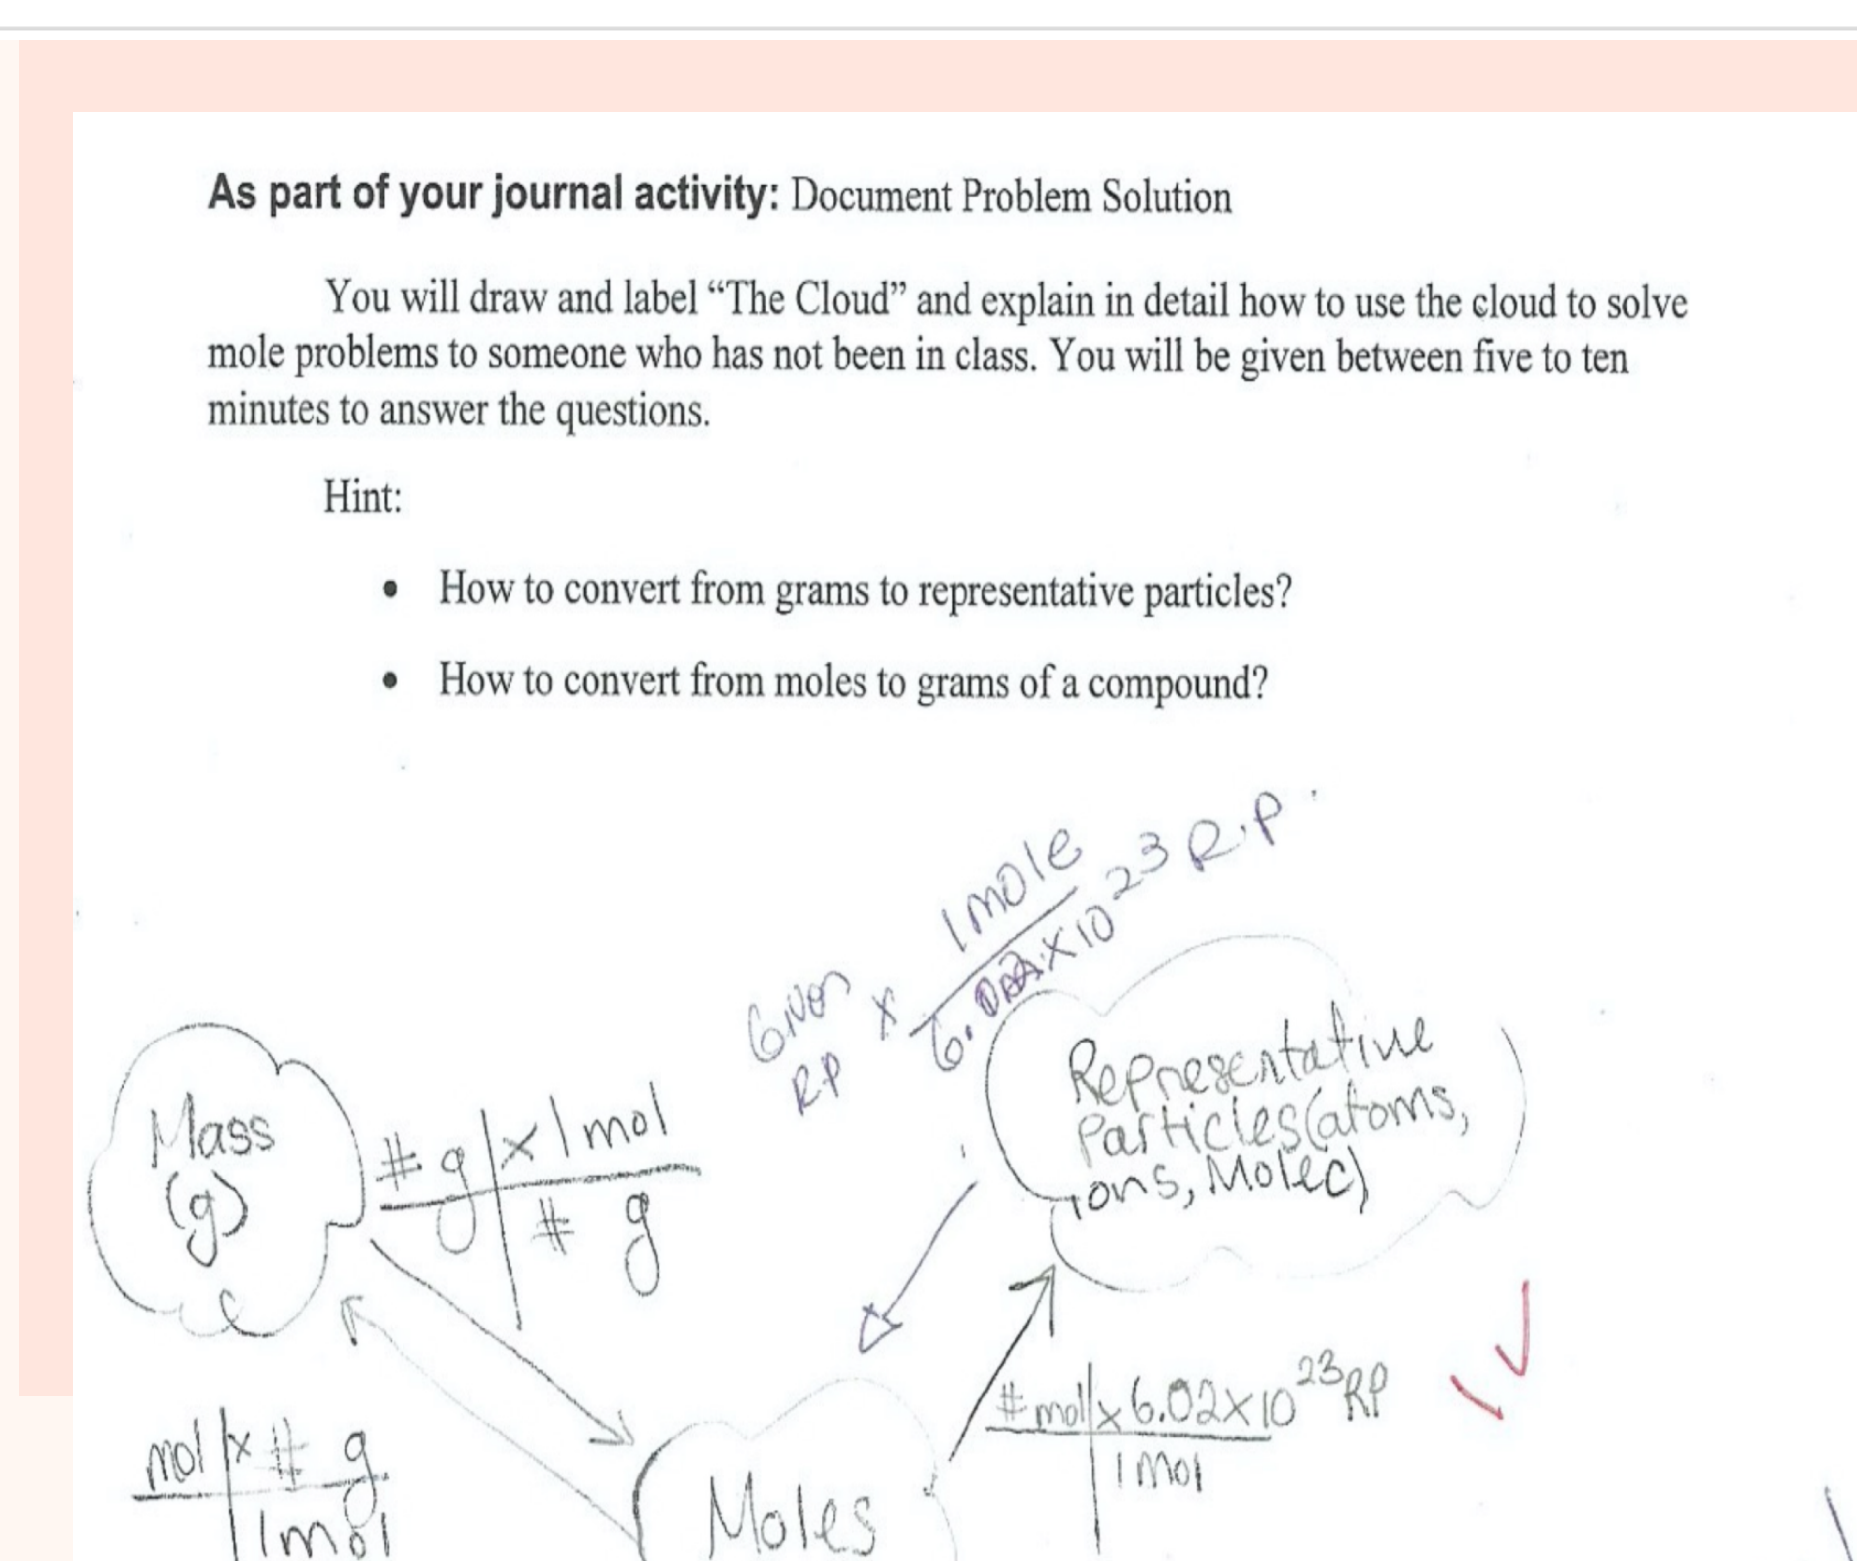 As part of your journal activity: Document Problem Solution
You will draw and label “The Cloud” and explain in detail how to use the cloud to solve
mole problems to someone who has not been in class. You will be given between five to ten
minutes to answer the questions.
Hint:
• How to convert from grams to representative particles?
• How to convert from moles to grams of a compound?
1 mole
Given RP x
6.022 x 10^23 R.P.
Mass
(g)
# g | x 1 mol
# g
Representative
Particles (atoms,
ions, Molec)
mol | x # g
1 mol
# mol | x 6.02 x 10^23 RP
1 mol
Moles